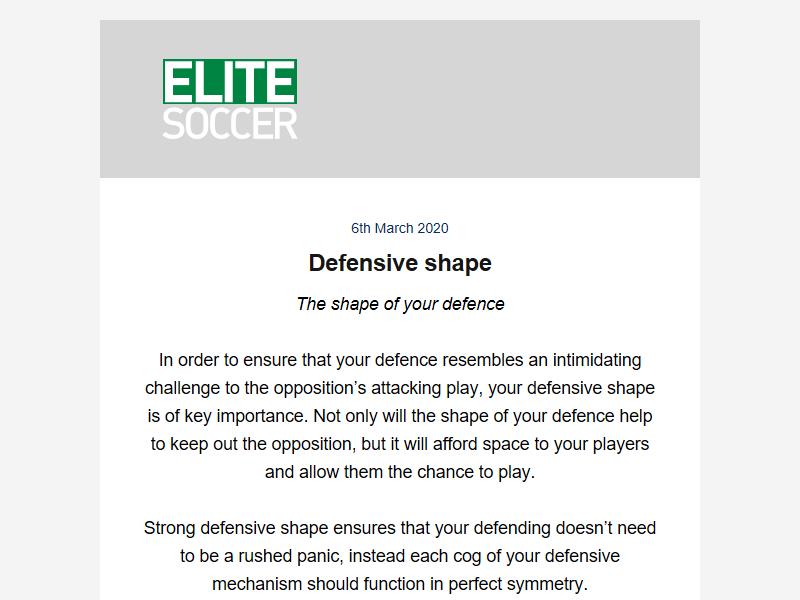 ELITE
SOCCER
6th March 2020
Defensive shape
The shape of your defence
In order to ensure that your defence resembles an intimidating
challenge to the opposition’s attacking play, your defensive shape
is of key importance. Not only will the shape of your defence help
to keep out the opposition, but it will afford space to your players
and allow them the chance to play.
Strong defensive shape ensures that your defending doesn’t need
to be a rushed panic, instead each cog of your defensive
mechanism should function in perfect symmetry.